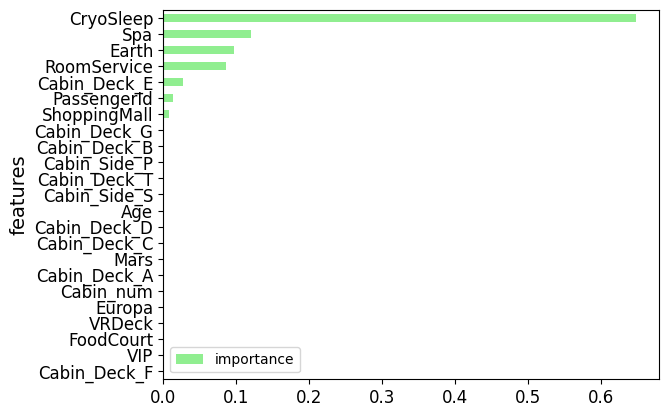 CryoSleep
Spa
Earth
RoomService
Cabin_Deck_E
PassengerId
ShoppingMall
Cabin_Deck_G
Cabin_Deck_B
Cabin_Side_P
Cabin_Deck_T
Cabin_Side_S
Age
Cabin_Deck_D
Cabin_Deck_C
Mars
Cabin_Deck_A
Cabin_num
Europa
VRDeck
FoodCourt
VIP
Cabin_Deck_F
features
importance
0.0 0.1 0.2 0.3 0.4 0.5 0.6